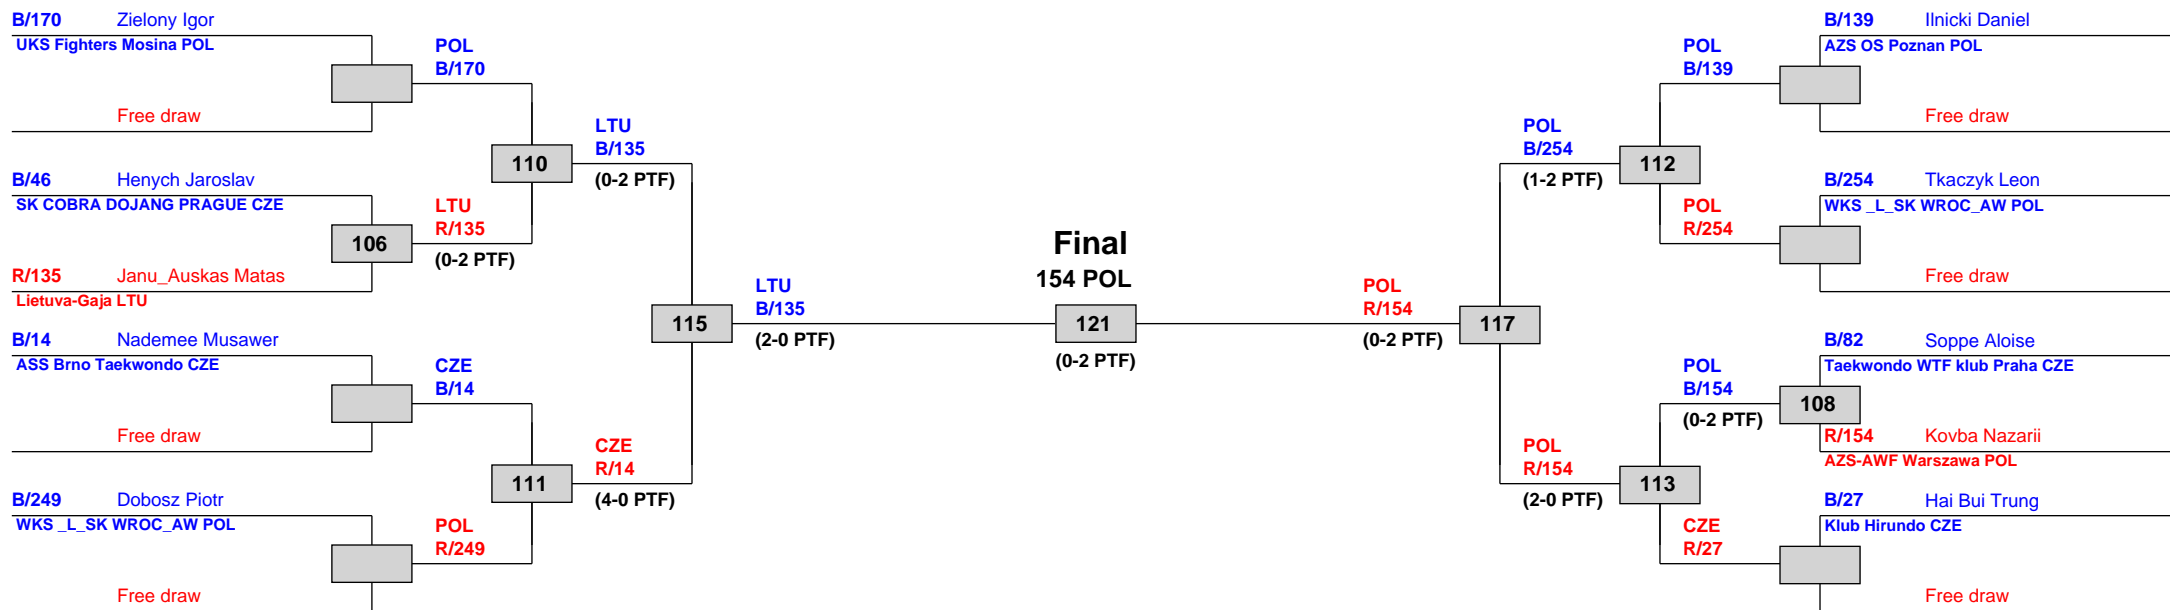 B/170 Zielony Igor
UKS Fighters Mosina POL
Free draw
B/46 Henych Jaroslav
SK COBRA DOJANG PRAGUE CZE
106
R/135 Janu_Auskas Matas
Lietuva-Gaja LTU
B/14 Nademee Musawer
ASS Brno Taekwondo CZE
Free draw
B/249 Dobosz Piotr
WKS _L_SK WROC_AW POL
Free draw
POL
B/170
LTU
R/135
(0-2 PTF)
CZE
B/14
POL
R/249
110
111
LTU
B/135
(0-2 PTF)
CZE
R/14
(4-0 PTF)
115
LTU
B/135
(2-0 PTF)
Final
154 POL
121
(0-2 PTF)
POL
R/154
(0-2 PTF)
117
POL
B/254
(1-2 PTF)
POL
R/154
(2-0 PTF)
112
113
POL
B/139
POL
R/254
POL
B/154
(0-2 PTF)
CZE
R/27
B/139 Ilnicki Daniel
AZS OS Poznan POL
Free draw
B/254 Tkaczyk Leon
WKS _L_SK WROC_AW POL
Free draw
B/82 Soppe Aloise
Taekwondo WTF klub Praha CZE
108
R/154 Kovba Nazarii
AZS-AWF Warszawa POL
B/27 Hai Bui Trung
Klub Hirundo CZE
Free draw